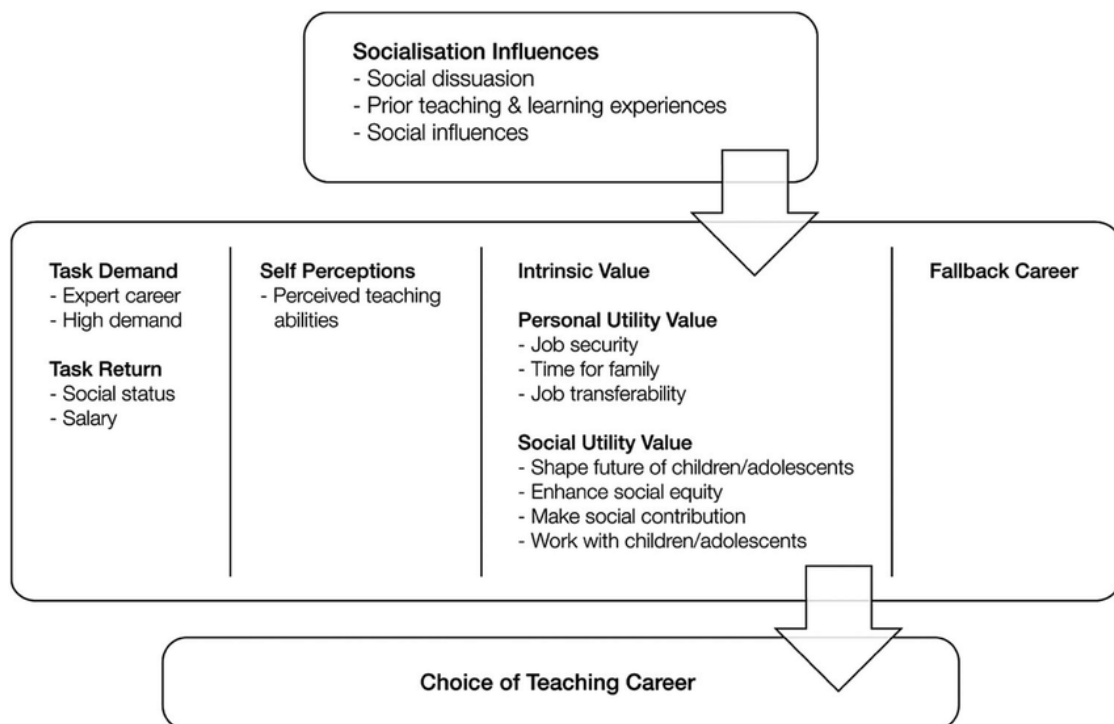 Socialisation Influences
- Social dissuasion
- Prior teaching & learning experiences
- Social influences
Task Demand
- Expert career
- High demand
Task Return
- Social status
- Salary
Self Perceptions
- Perceived teaching
abilities
Intrinsic Value
Personal Utility Value
- Job security
- Time for family
- Job transferability
Social Utility Value
- Shape future of children/adolescents
- Enhance social equity
- Make social contribution
- Work with children/adolescents
Fallback Career
Choice of Teaching Career